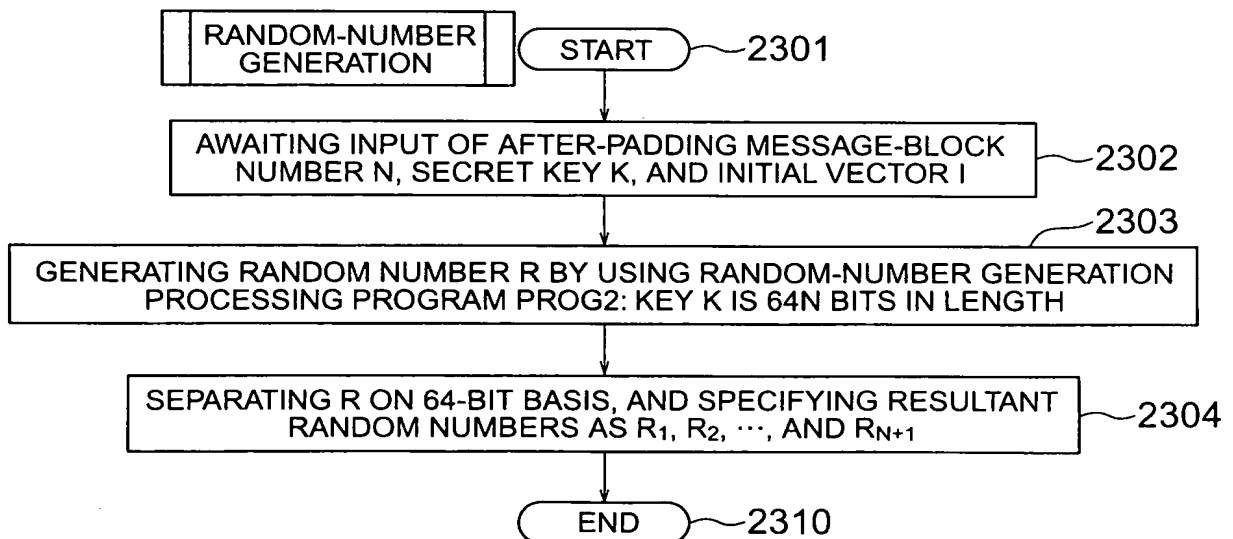 RANDOM-NUMBER
GENERATION
START
2301
AWAITING INPUT OF AFTER-PADDING MESSAGE-BLOCK
NUMBER N, SECRET KEY K, AND INITIAL VECTOR I
2302
2303
GENERATING RANDOM NUMBER R BY USING RANDOM-NUMBER GENERATION
PROCESSING PROGRAM PROG2: KEY K IS 64N BITS IN LENGTH
SEPARATING R ON 64-BIT BASIS, AND SPECIFYING RESULTANT
RANDOM NUMBERS AS R₁, R₂, ⋯, AND R_{N+1}
2304
END
2310